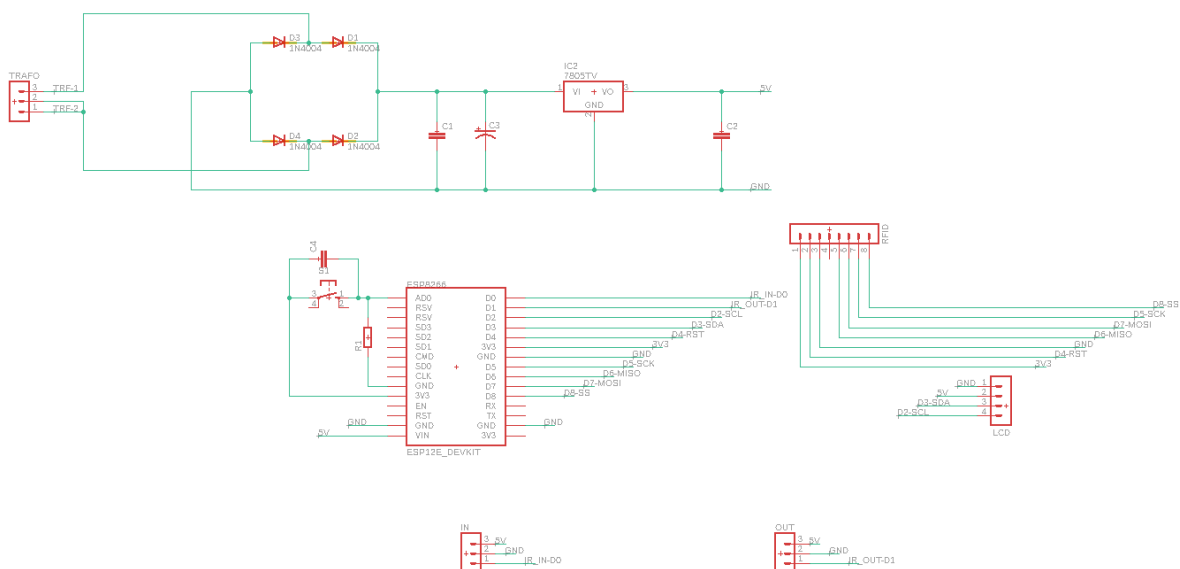 D3
1N4004
D1
1N4004
TRAFO
3
2
1
TRF-1
TRF-2
D4
1N4004
D2
1N4004
C1
C3
IC2
7805TV
1
VI
VO
3
GND
2
5V
C2
GND
C4
S1
3
4
1
2
R1
ESP8266
AD0
RSV
RSV
SD3
SD2
SD1
CMD
SD0
CLK
GND
3V3
EN
RST
GND
VIN
D0
D1
D2
D3
D4
3V3
GND
D5
D6
D7
D8
RX
TX
GND
3V3
ESP12E_DEVKIT
GND
5V
IR_IN-D0
IR_OUT-D1
D2-SCL
D3-SDA
D4-RST
3V3
GND
D5-SCK
D6-MISO
D7-MOSI
D8-SS
GND
RFID
1
2
3
4
5
6
7
8
D8-SS
D5-SCK
D7-MOSI
D6-MISO
GND
D4-RST
3V3
GND 1
5V 2
D3-SDA 3
D2-SCL 4
LCD
IN
3 5V
2 GND
1 IR_IN-D0
OUT
3 5V
2 GND
1 IR_OUT-D1